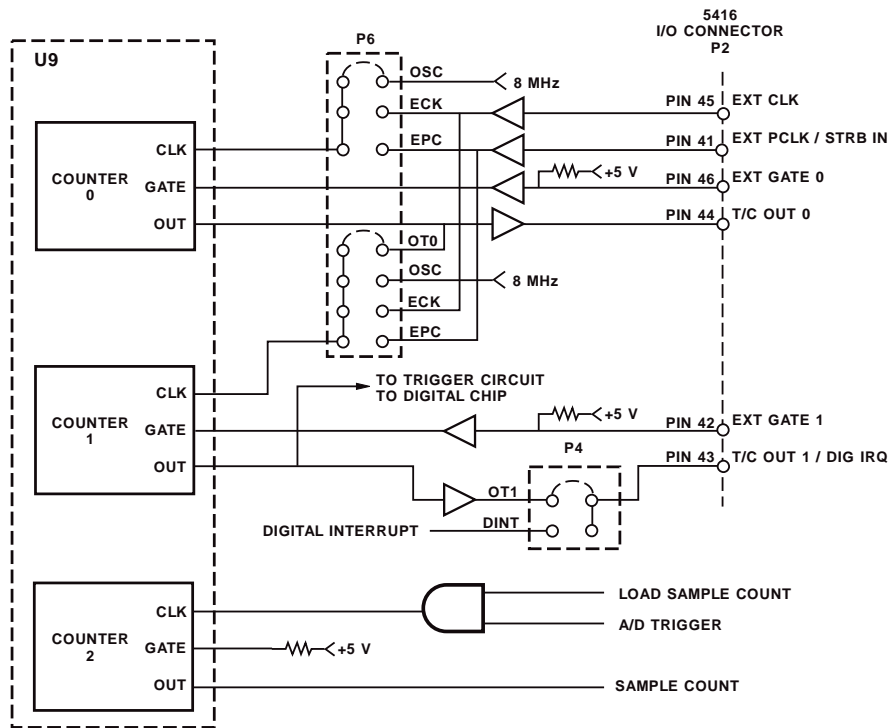 5416
I/O CONNECTOR
P2
P6
U9
OSC
8 MHz
ECK
PIN 45 EXT CLK
EPC
PIN 41 EXT PCLK / STRB IN
CLK
+5 V
COUNTER
0
GATE
PIN 46 EXT GATE 0
OUT
PIN 44 T/C OUT 0
OT0
OSC
8 MHz
ECK
EPC
TO TRIGGER CIRCUIT
TO DIGITAL CHIP
CLK
COUNTER
1
GATE
+5 V
PIN 42 EXT GATE 1
P4
OUT
PIN 43 T/C OUT 1 / DIG IRQ
OT1
DIGITAL INTERRUPT
DINT
LOAD SAMPLE COUNT
CLK
A/D TRIGGER
COUNTER
2
GATE
+5 V
OUT
SAMPLE COUNT